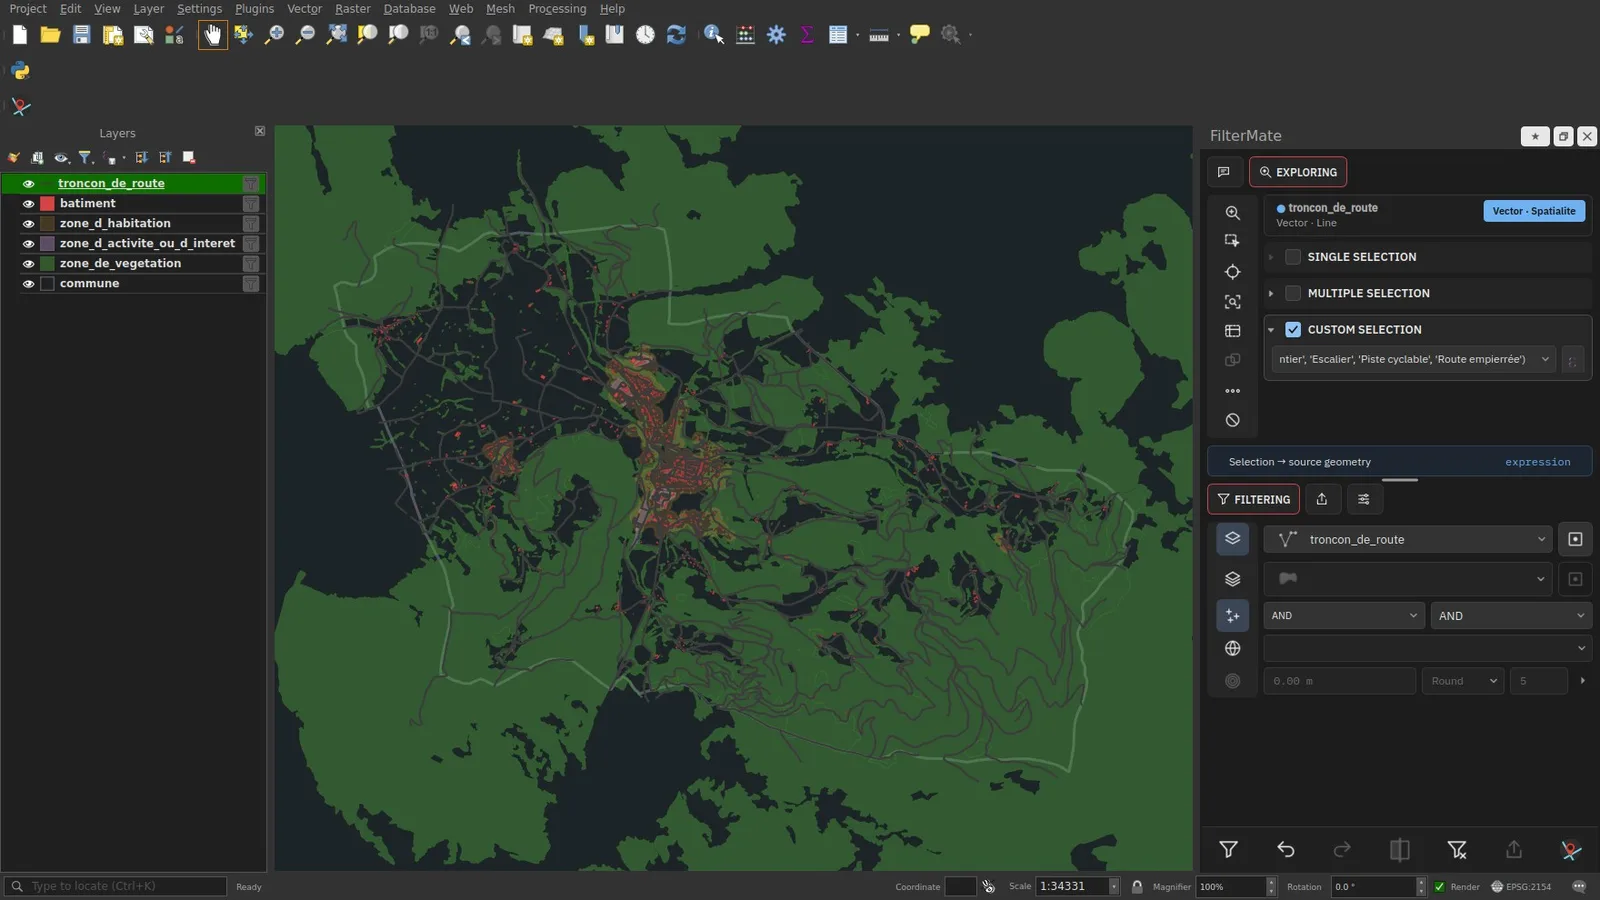 Project Edit View Layer Settings Plugins Vector Raster Database Web Mesh Processing Help
Layers
troncon_de_route
batiment
zone_d_habitation
zone_d_activite_ou_d_interet
zone_de_vegetation
commune
FilterMate
EXPLORING
troncon_de_route
Vector · Line
Vector · Spatialite
SINGLE SELECTION
MULTIPLE SELECTION
CUSTOM SELECTION
ntier', 'Escalier', 'Piste cyclable', 'Route empierrée')
Selection → source geometry expression
FILTERING
troncon_de_route
AND AND
0.00 m Round 5
Type to locate (Ctrl+K) Ready Coordinate Scale 1:34331 Magnifier 100% Rotation 0.0 ° Render EPSG:2154